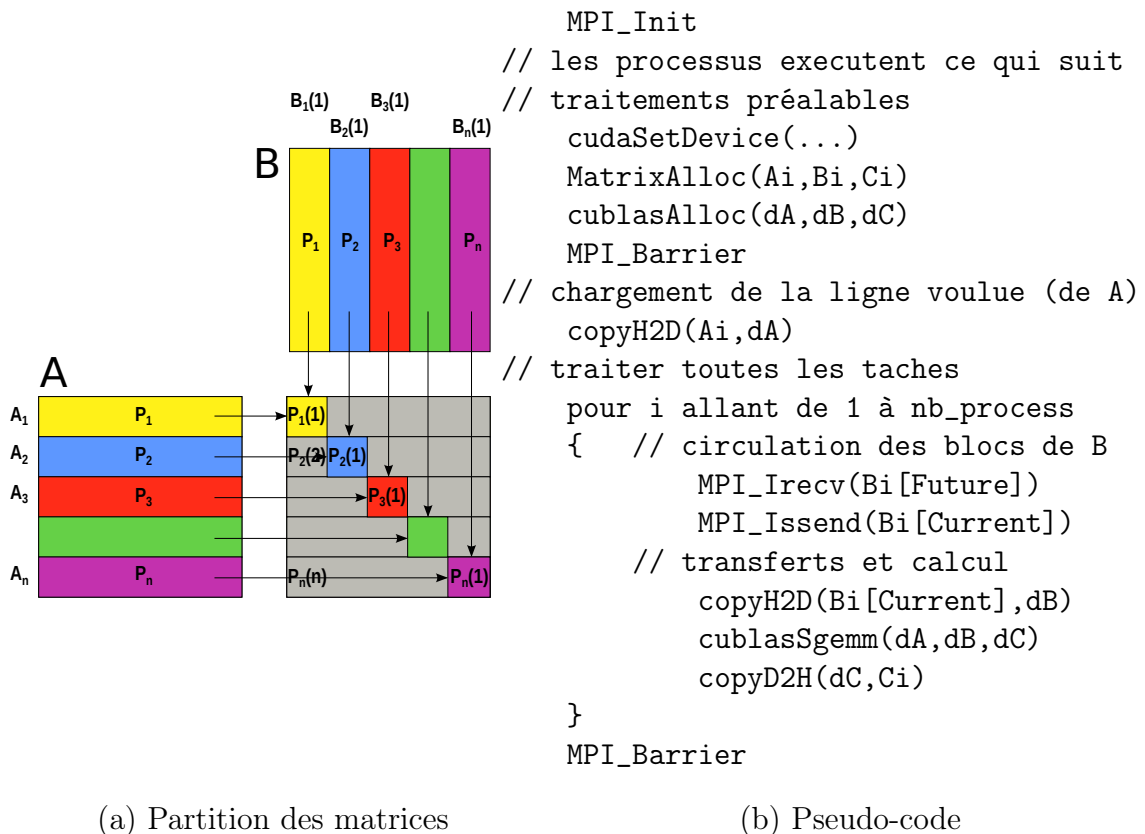 B₁(1) B₃(1)
B₂(1) Bₙ(1)
B
P₁ P₂ P₃ Pₙ
A
A₁ P₁ P₁(1)
A₂ P₂ P₂(2) P₂(1)
A₃ P₃ P₃(1)
Aₙ Pₙ Pₙ(n) Pₙ(1)
(a) Partition des matrices
MPI_Init
// les processus executent ce qui suit
// traitements préalables
cudaSetDevice(...)
MatrixAlloc(Ai,Bi,Ci)
cublasAlloc(dA,dB,dC)
MPI_Barrier
// chargement de la ligne voulue (de A)
copyH2D(Ai,dA)
// traiter toutes les taches
pour i allant de 1 à nb_process
{ // circulation des blocs de B
MPI_Irecv(Bi[Future])
MPI_Issend(Bi[Current])
// transferts et calcul
copyH2D(Bi[Current],dB)
cublasSgemm(dA,dB,dC)
copyD2H(dC,Ci)
}
MPI_Barrier
(b) Pseudo-code